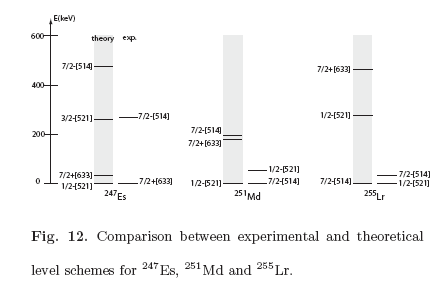 E(keV)
theory exp.
600
7/2-[514]
7/2+[633]
400
3/2-[521]
7/2-[514]
1/2-[521]
200
7/2-[514]
7/2+[633]
1/2-[521]
7/2+[633]
7/2-[514]
0
1/2-[521]
7/2+[633]
1/2-[521]
7/2-[514]
7/2-[514]
1/2-[521]
247Es
251Md
255Lr
Fig. 12. Comparison between experimental and theoretical
level schemes for 247Es, 251Md and 255Lr.